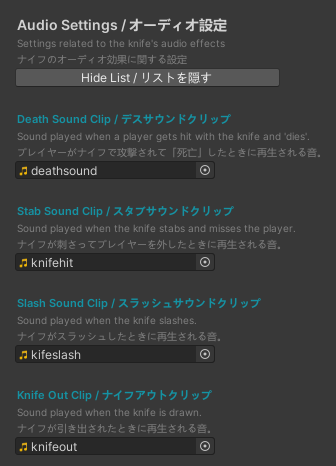 Audio Settings / オーディオ設定
Settings related to the knife's audio effects
ナイフのオーディオ効果に関する設定
Hide List / リストを隠す
Death Sound Clip / デスサウンドクリップ
Sound played when a player gets hit with the knife and 'dies'.
プレイヤーがナイフで攻撃されて「死亡」したときに再生される音。
deathsound
Stab Sound Clip / スタブサウンドクリップ
Sound played when the knife stabs and misses the player.
ナイフが刺さってプレイヤーを外したときに再生される音。
knifehit
Slash Sound Clip / スラッシュサウンドクリップ
Sound played when the knife slashes.
ナイフがスラッシュしたときに再生される音。
kifeslash
Knife Out Clip / ナイフアウトクリップ
Sound played when the knife is drawn.
ナイフが引き出されたときに再生される音。
knifeout